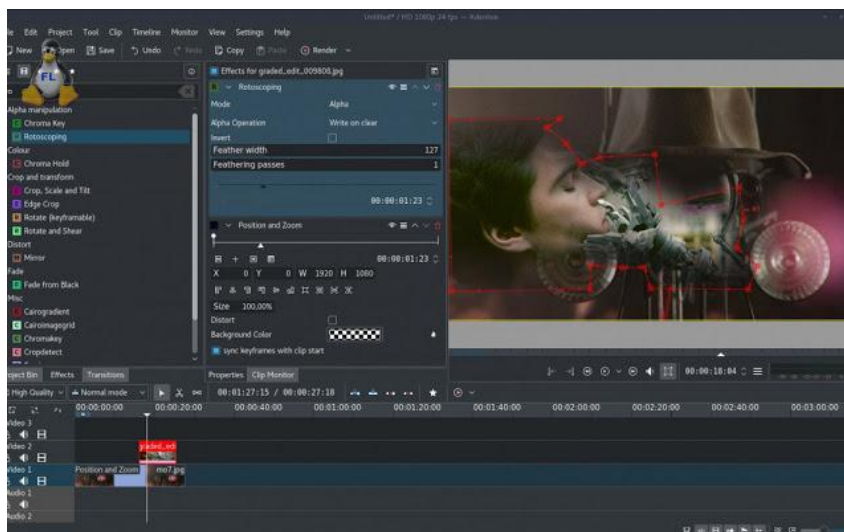 Untitled* / HD 1080p 24 fps — Kdenlive
Edit Project Tool Clip Timeline Monitor View Settings Help
New Open Save Undo Redo Copy Paste Render
FL
Effects for graded_edit_009808.jpg
Rotoscoping
Alpha manipulation
Chroma Key
Rotoscoping
Colour
Chroma Hold
Crop and transform
Crop, Scale and Tilt
Edge Crop
Rotate (keyframable)
Rotate and Shear
Distort
Mirror
Fade
Fade from Black
Misc
Cairogradient
Cairoimagegrid
Chromakey
Cropdetect
Mode Alpha
Alpha Operation Write on clear
Invert
Feather width 127
Feathering passes 1
00:00:01:23
Position and Zoom
00:00:01:23
X 0 Y 0 W 1920 H 1080
Size 100,00%
Distort
Background Color
sync keyframes with clip start
Effects Transitions
Properties Clip Monitor
00:00:18:04
High Quality Normal mode 00:01:27:15 / 00:00:27:18
00:00:00:00 00:00:20:00 00:00:40:00 00:01:00:00 00:01:20:00 00:01:40:00 00:02:00:00 00:02:20:00 00:02:40:00 00:03:00:00
Video 3
Video 2
graded_edi
Video 1
Position and Zoom mo7.jpg
Audio 1
Audio 2